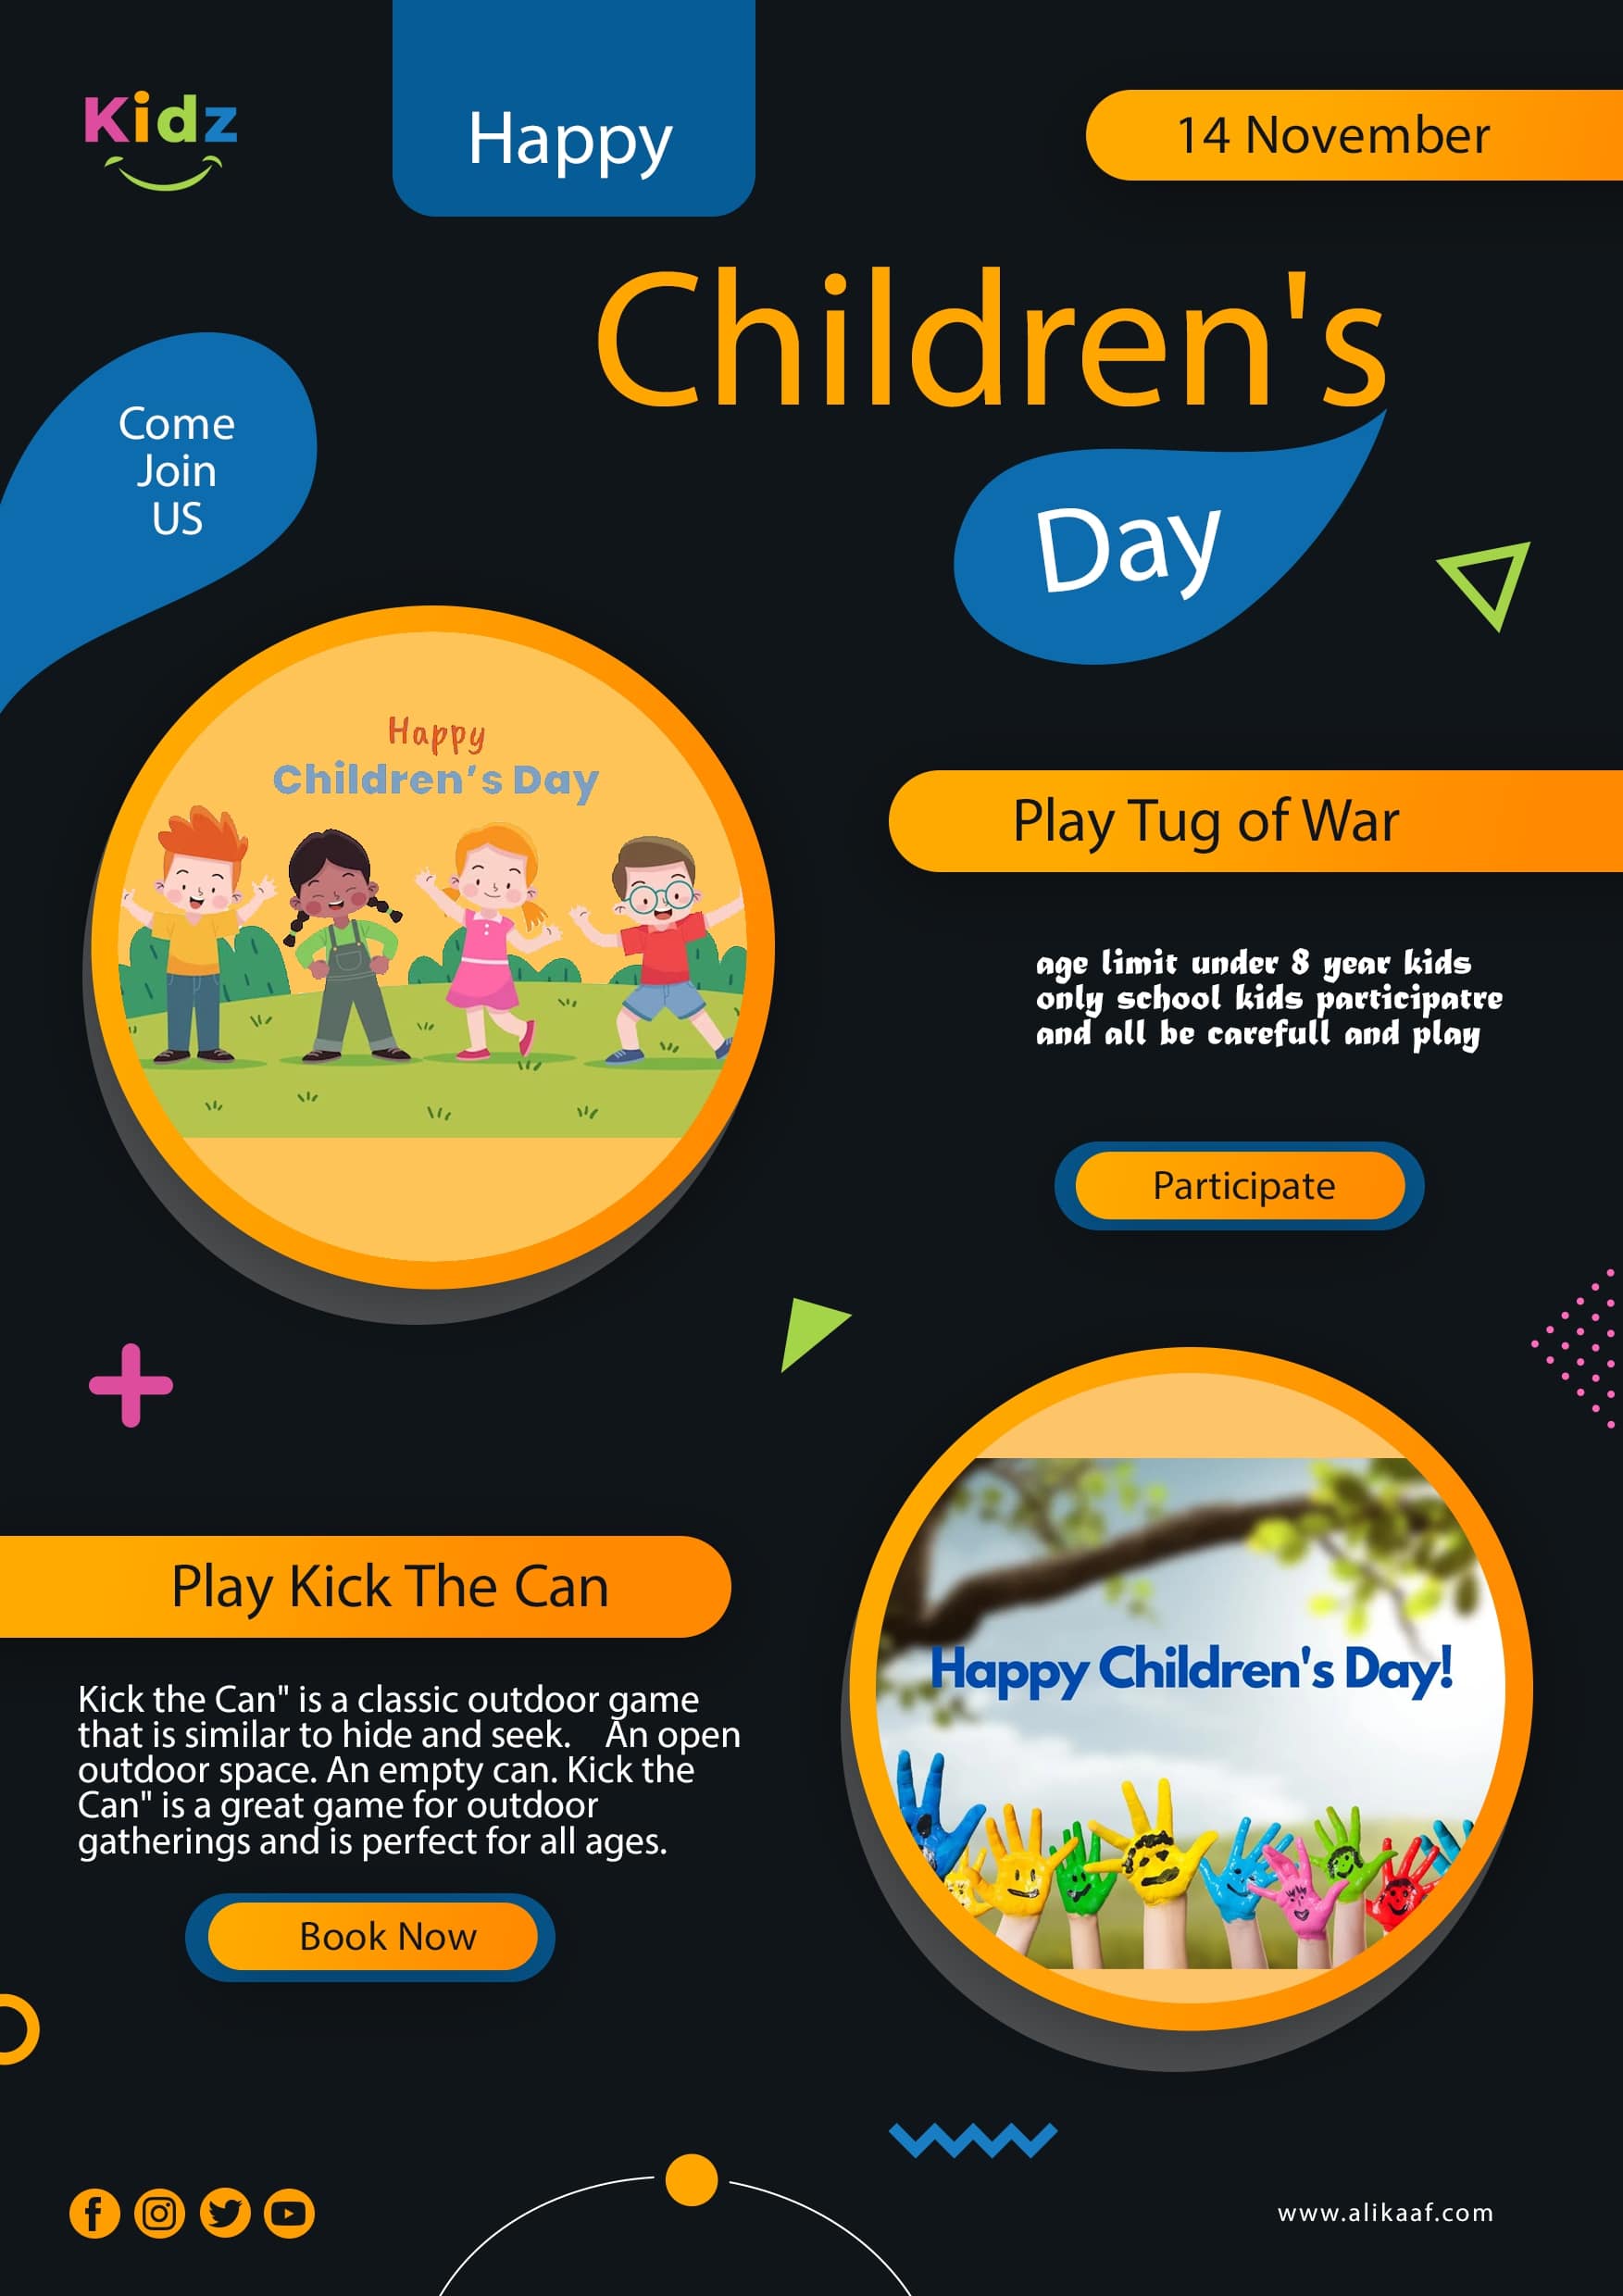 Kidz
Happy
14 November
Children's
Day
Come
Join
US
Happy
Children's Day
Play Tug of War
age limit under 8 year kids
only school kids participatre
and all be carefull and play
Participate
Play Kick The Can
Kick the Can" is a classic outdoor game
that is similar to hide and seek.    An open
outdoor space. An empty can. Kick the
Can" is a great game for outdoor
gatherings and is perfect for all ages.
Book Now
Happy Children's Day!
www.alikaaf.com